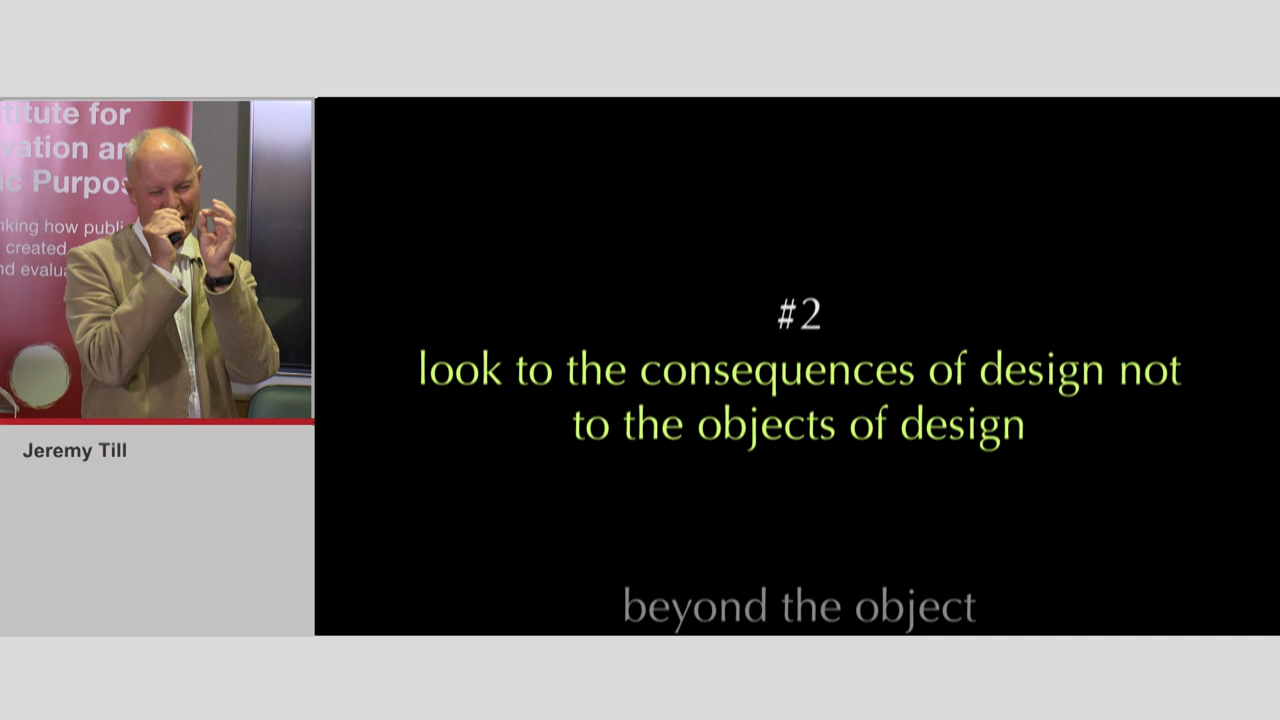 titute for
vation an
ic Purpos
nking how publi
created
nd evalua
Jeremy Till
#2
look to the consequences of design not
to the objects of design
beyond the object